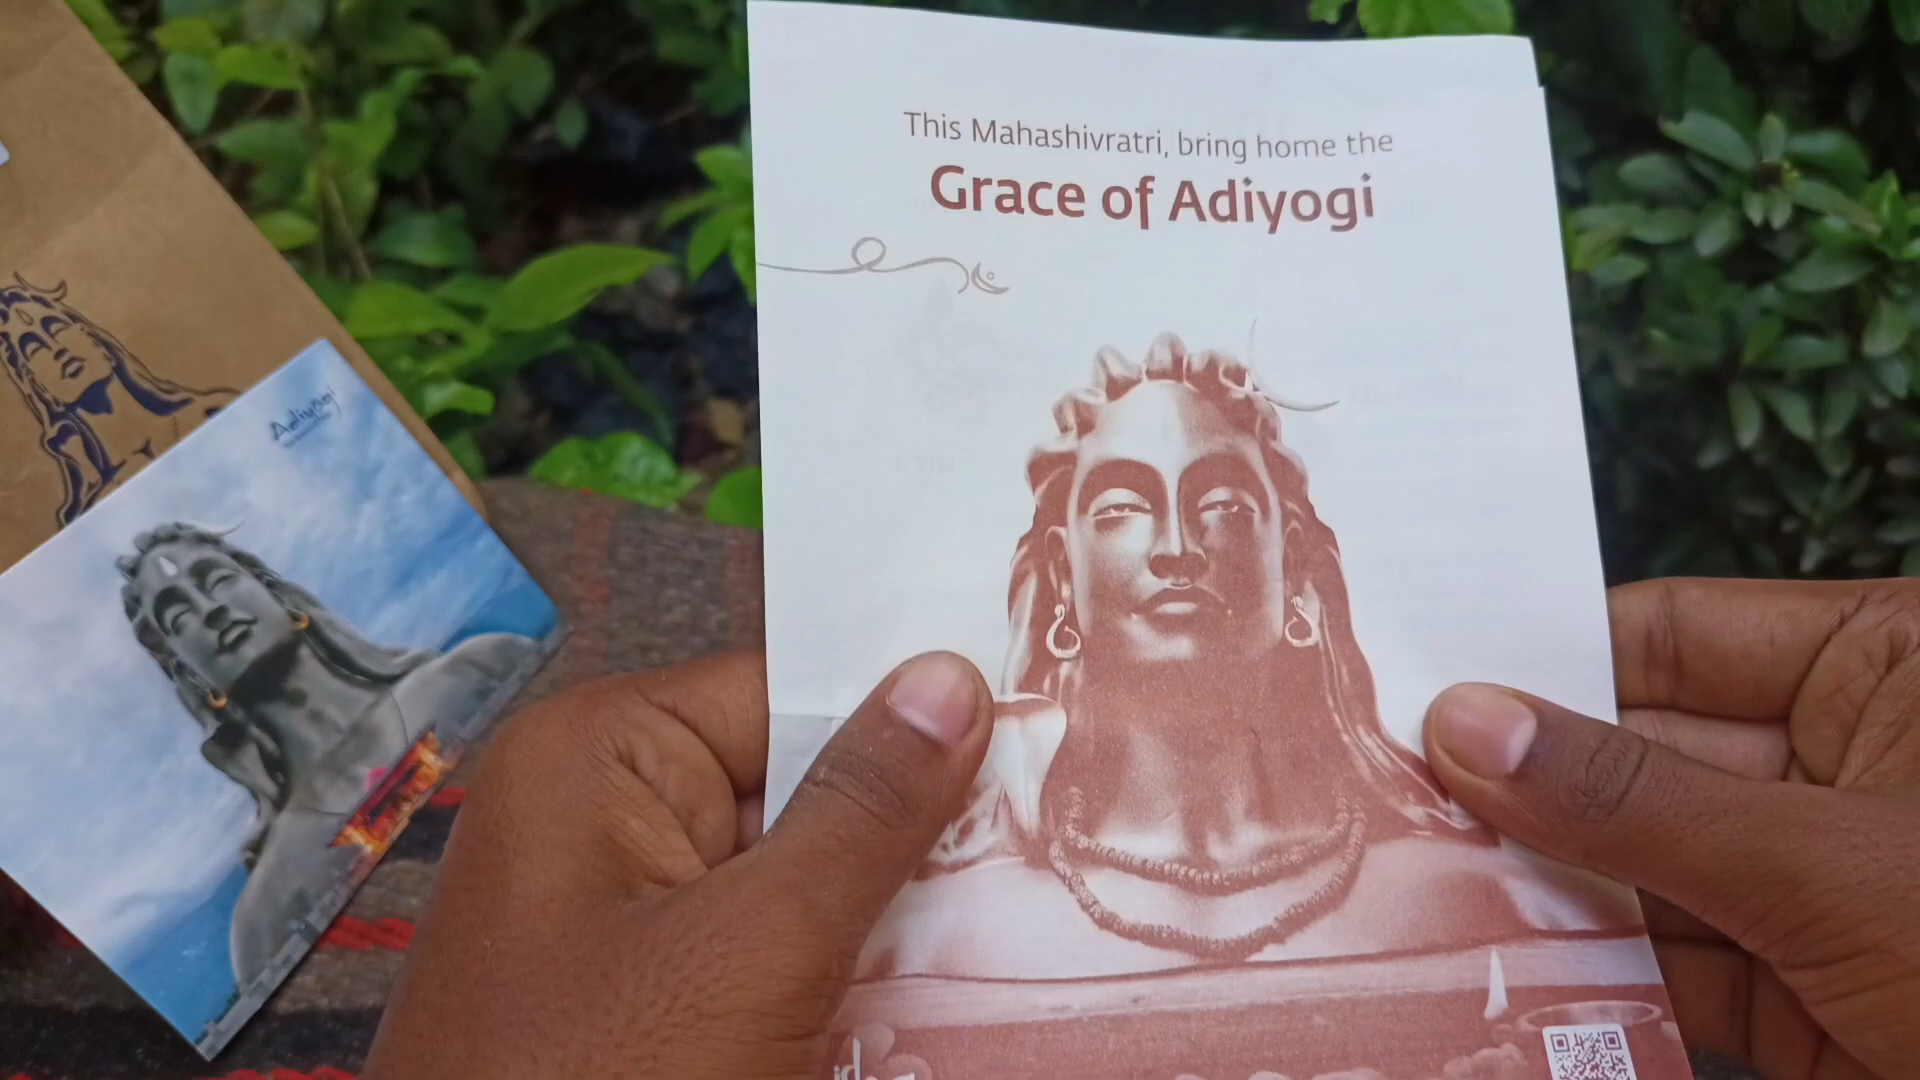 This Mahashivratri, bring home the
Grace of Adiyogi
Adiyogi